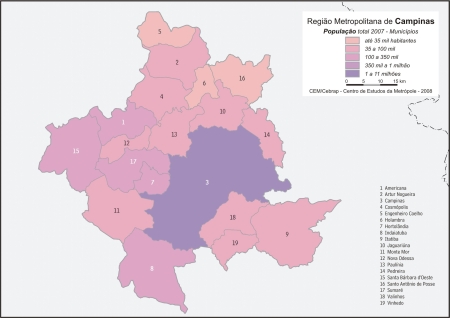 Região Metropolitana de Campinas
População total 2007 - Municípios
até 35 mil habitantes
35 a 100 mil
100 a 350 mil
350 mil a 1 milhão
1 a 11 milhões
0 5 10 15 km
CEM/Cebrap - Centro de Estudos da Metrópole - 2008
5
2
16
6
4
10
1
13
14
12
15
17
7
3
11
18
9
19
8
1 Americana
2 Artur Nogueira
3 Campinas
4 Cosmópolis
5 Engenheiro Coelho
6 Holambra
7 Hortolândia
8 Indaiatuba
9 Itatiba
10 Jaguariúna
11 Monte Mor
12 Nova Odessa
13 Paulínia
14 Pedreira
15 Santa Bárbara d'Oeste
16 Santo Antônio de Posse
17 Sumaré
18 Valinhos
19 Vinhedo